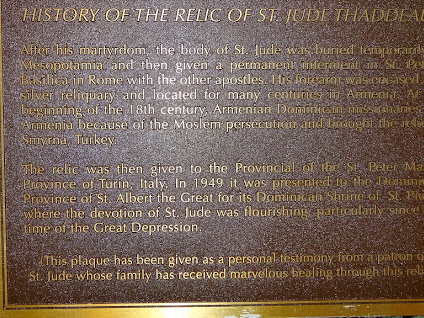 HISTORY OF THE RELIC OF ST. JUDE THADDEAU
After his martyrdom, the body of St. Jude was buried temporaril
Mesopotamia and then given a permanent interment in St. Pe
Basilica in Rome with the other apostles. His forearm was encased
silver reliquary and located for many centuries in Armenia. At
beginning of the 18th century, Armenian Dominican missionaries
Armenia because of the Moslem persecution and brought the reli
Smyrna, Turkey.
The relic was then given to the Provincial of the St. Peter Ma
Province of Turin, Italy. In 1949 it was presented to the Domini
Province of St. Albert the Great for its Dominican Shrine of St. Piu
where the devotion of St. Jude was flourishing, particularly since
time of the Great Depression.
(This plaque has been given as a personal testimony from a patron o
St. Jude whose family has received marvelous healing through this reli